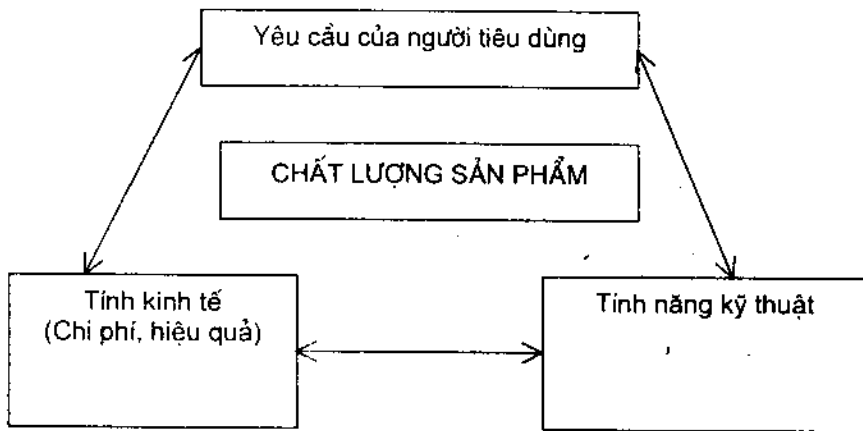 Yêu cầu của người tiêu dùng
CHẤT LƯỢNG SẢN PHẨM
Tính kinh tế
(Chi phí, hiệu quả)
Tính năng kỹ thuật